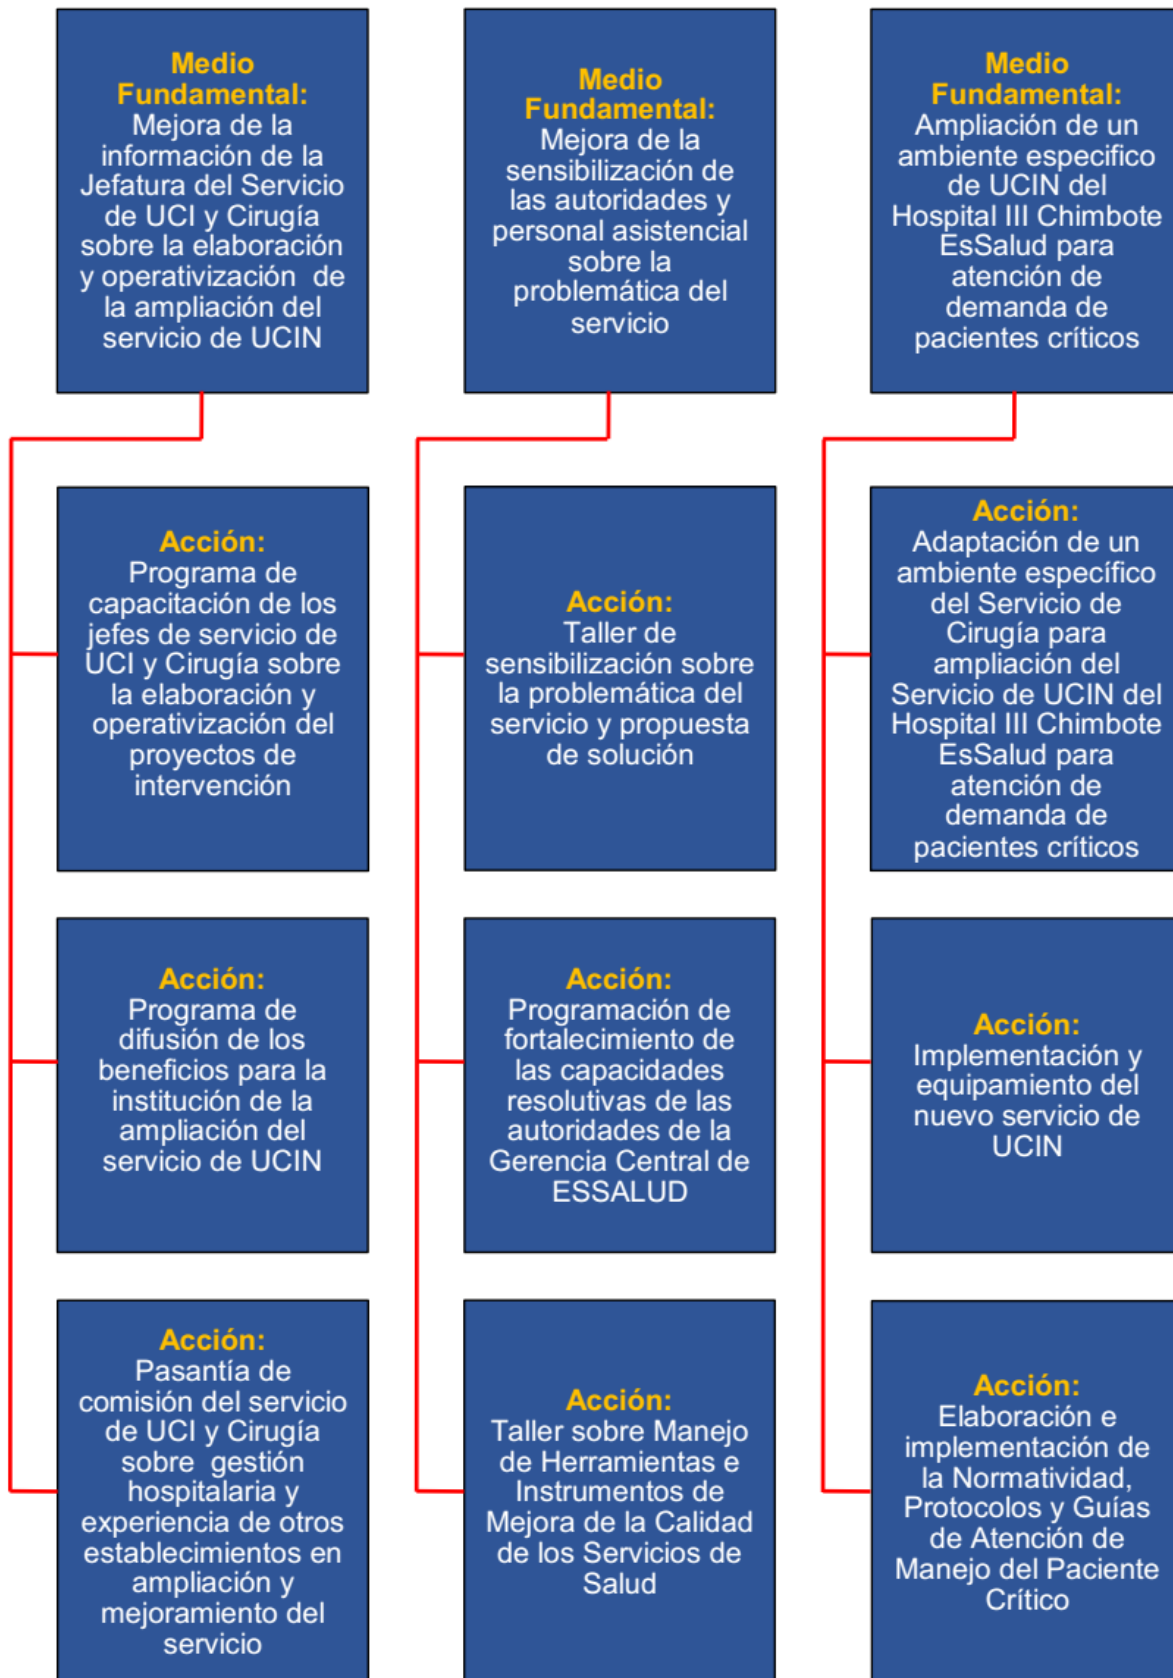 Medio
Fundamental:
Mejora de la
información de la
Jefatura del Servicio
de UCI y Cirugía
sobre la elaboración
y operativización de
la ampliación del
servicio de UCIN
Acción:
Programa de
capacitación de los
jefes de servicio de
UCI y Cirugía sobre
la elaboración y
operativización del
proyectos de
intervención
Acción:
Programa de
difusión de los
beneficios para la
institución de la
ampliación del
servicio de UCIN
Acción:
Pasantía de
comisión del servicio
de UCI y Cirugía
sobre gestión
hospitalaria y
experiencia de otros
establecimientos en
ampliación y
mejoramiento del
servicio
Medio
Fundamental:
Mejora de la
sensibilización de
las autoridades y
personal asistencial
sobre la
problemática del
servicio
Acción:
Taller de
sensibilización sobre
la problemática del
servicio y propuesta
de solución
Acción:
Programación de
fortalecimiento de
las capacidades
resolutivas de las
autoridades de la
Gerencia Central de
ESSALUD
Acción:
Taller sobre Manejo
de Herramientas e
Instrumentos de
Mejora de la Calidad
de los Servicios de
Salud
Medio
Fundamental:
Ampliación de un
ambiente especifico
de UCIN del
Hospital III Chimbote
EsSalud para
atención de
demanda de
pacientes críticos
Acción:
Adaptación de un
ambiente específico
del Servicio de
Cirugía para
ampliación del
Servicio de UCIN del
Hospital III Chimbote
EsSalud para
atención de
demanda de
pacientes críticos
Acción:
Implementación y
equipamiento del
nuevo servicio de
UCIN
Acción:
Elaboración e
implementación de
la Normatividad,
Protocolos y Guías
de Atención de
Manejo del Paciente
Crítico